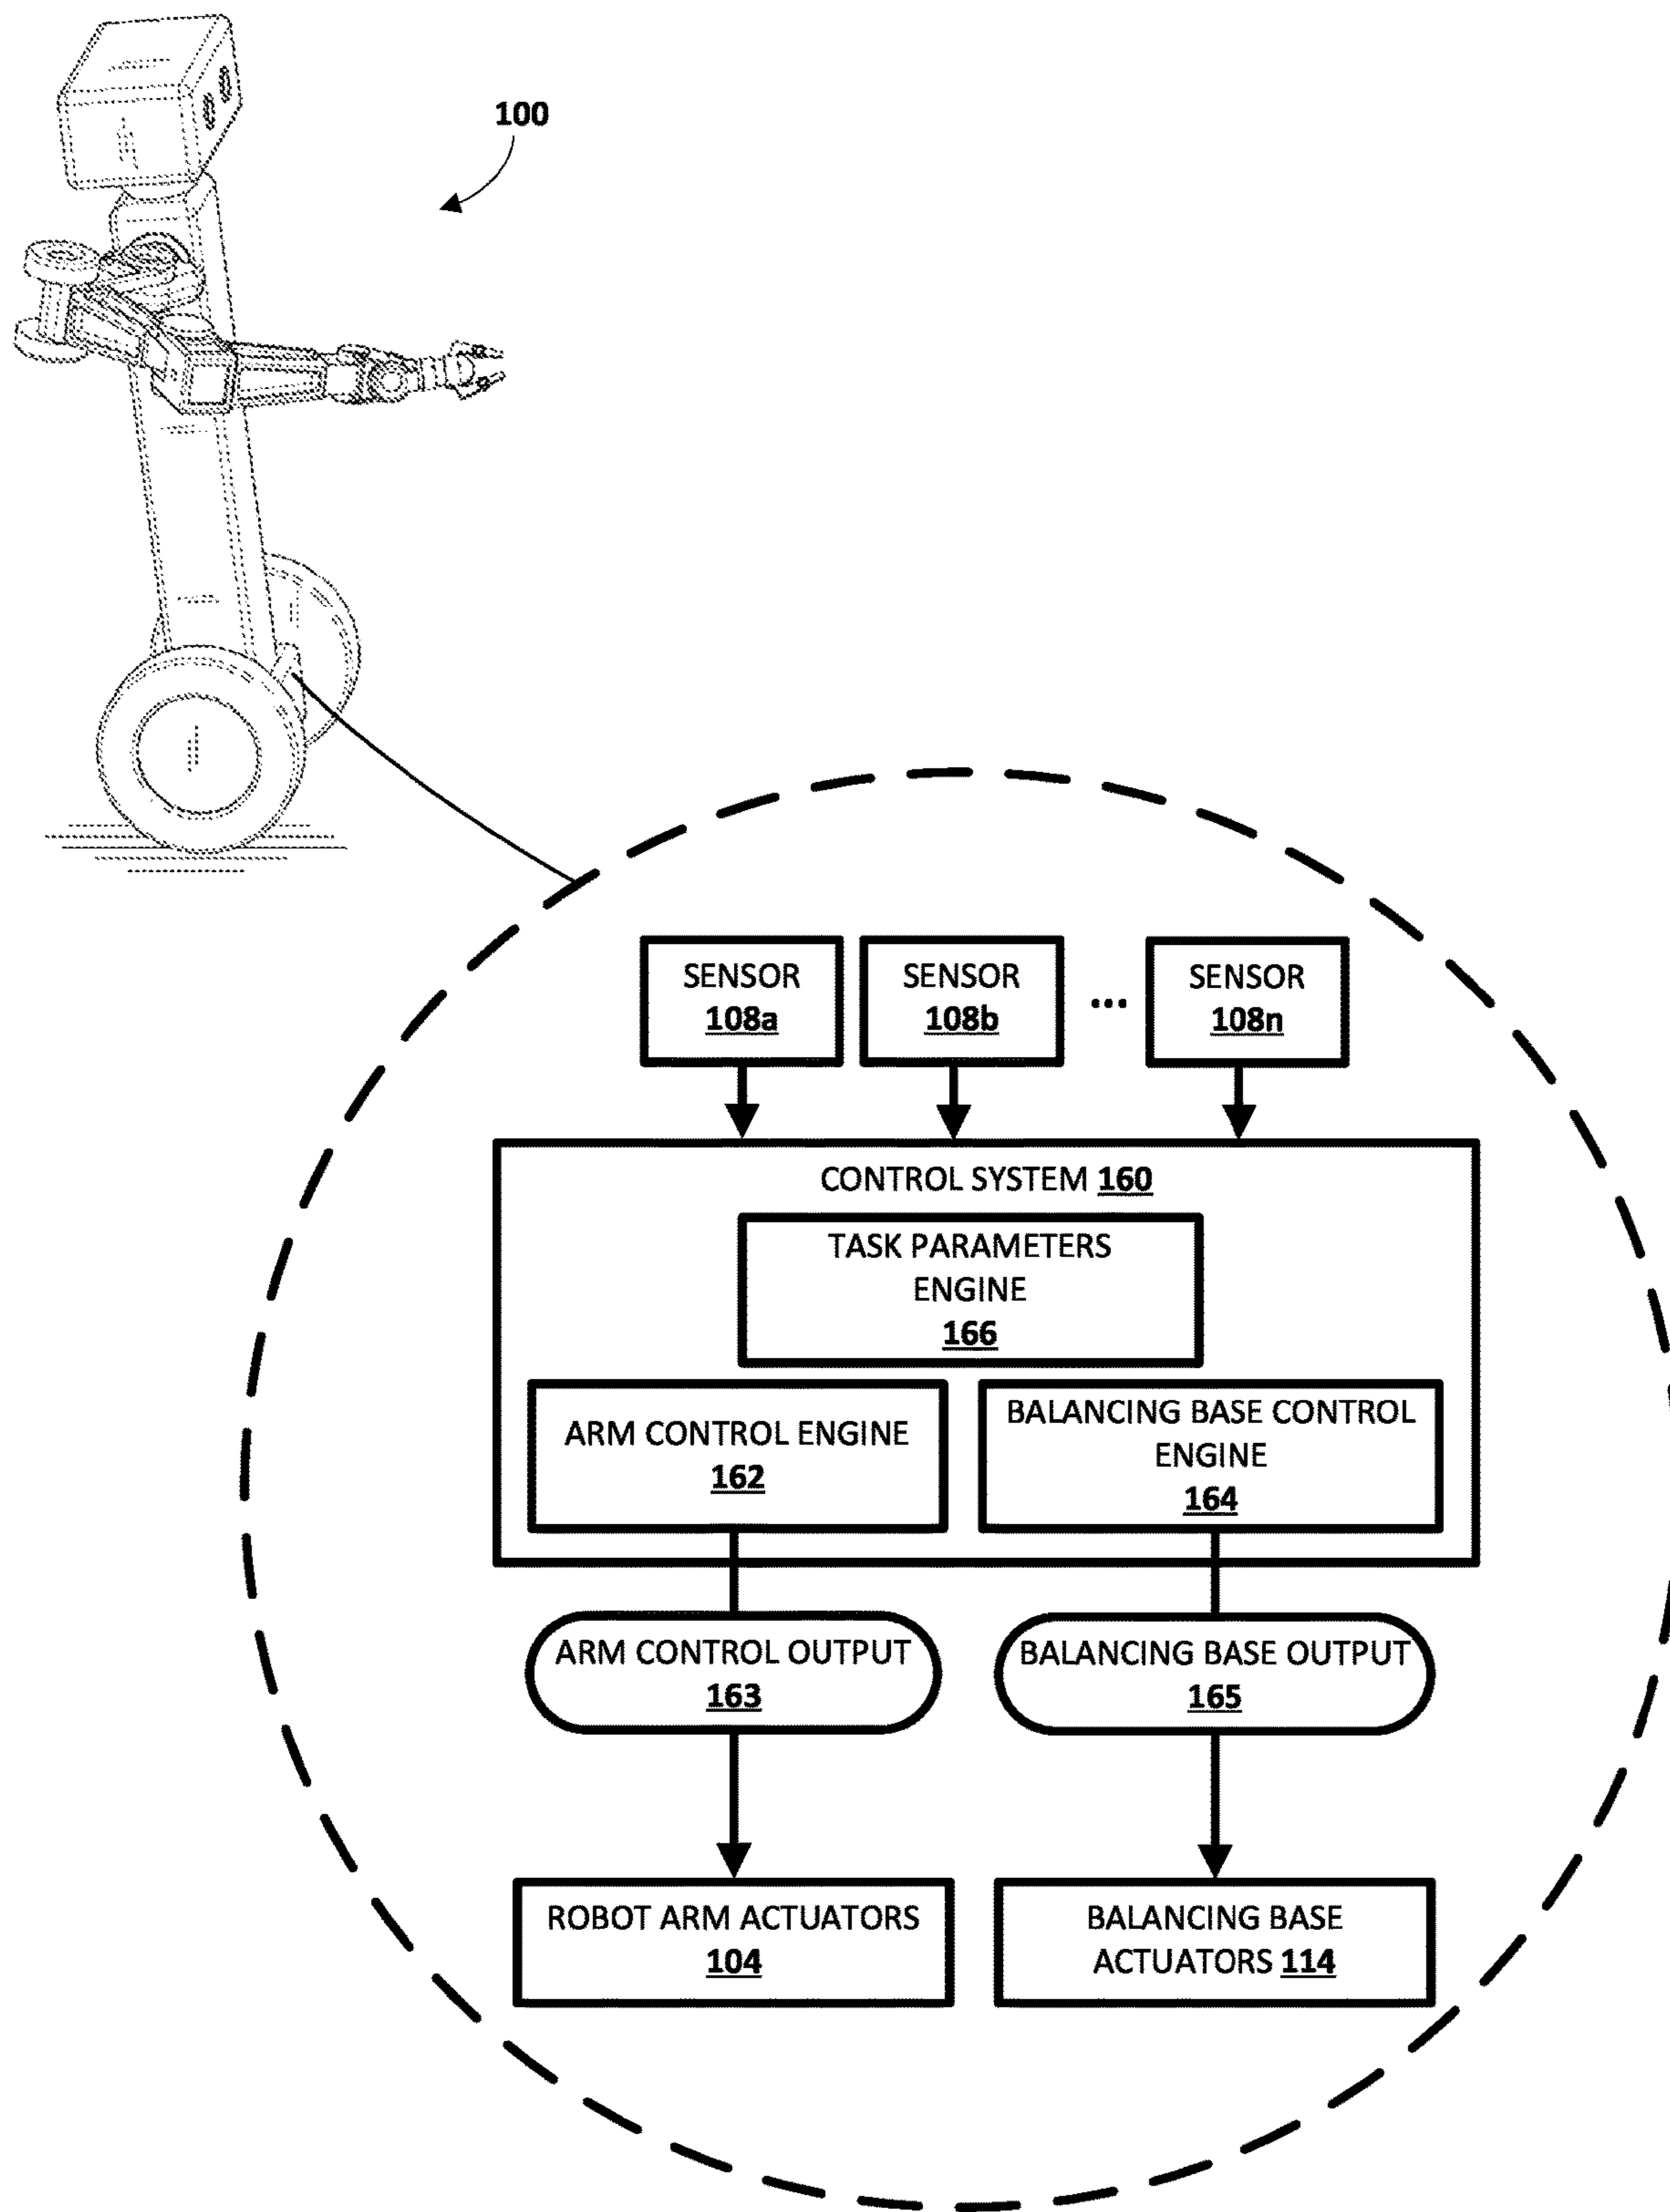 100
SENSOR
108a
SENSOR
108b
...
SENSOR
108n
CONTROL SYSTEM 160
TASK PARAMETERS
ENGINE
166
ARM CONTROL ENGINE
162
BALANCING BASE CONTROL
ENGINE
164
ARM CONTROL OUTPUT
163
BALANCING BASE OUTPUT
165
ROBOT ARM ACTUATORS
104
BALANCING BASE
ACTUATORS 114